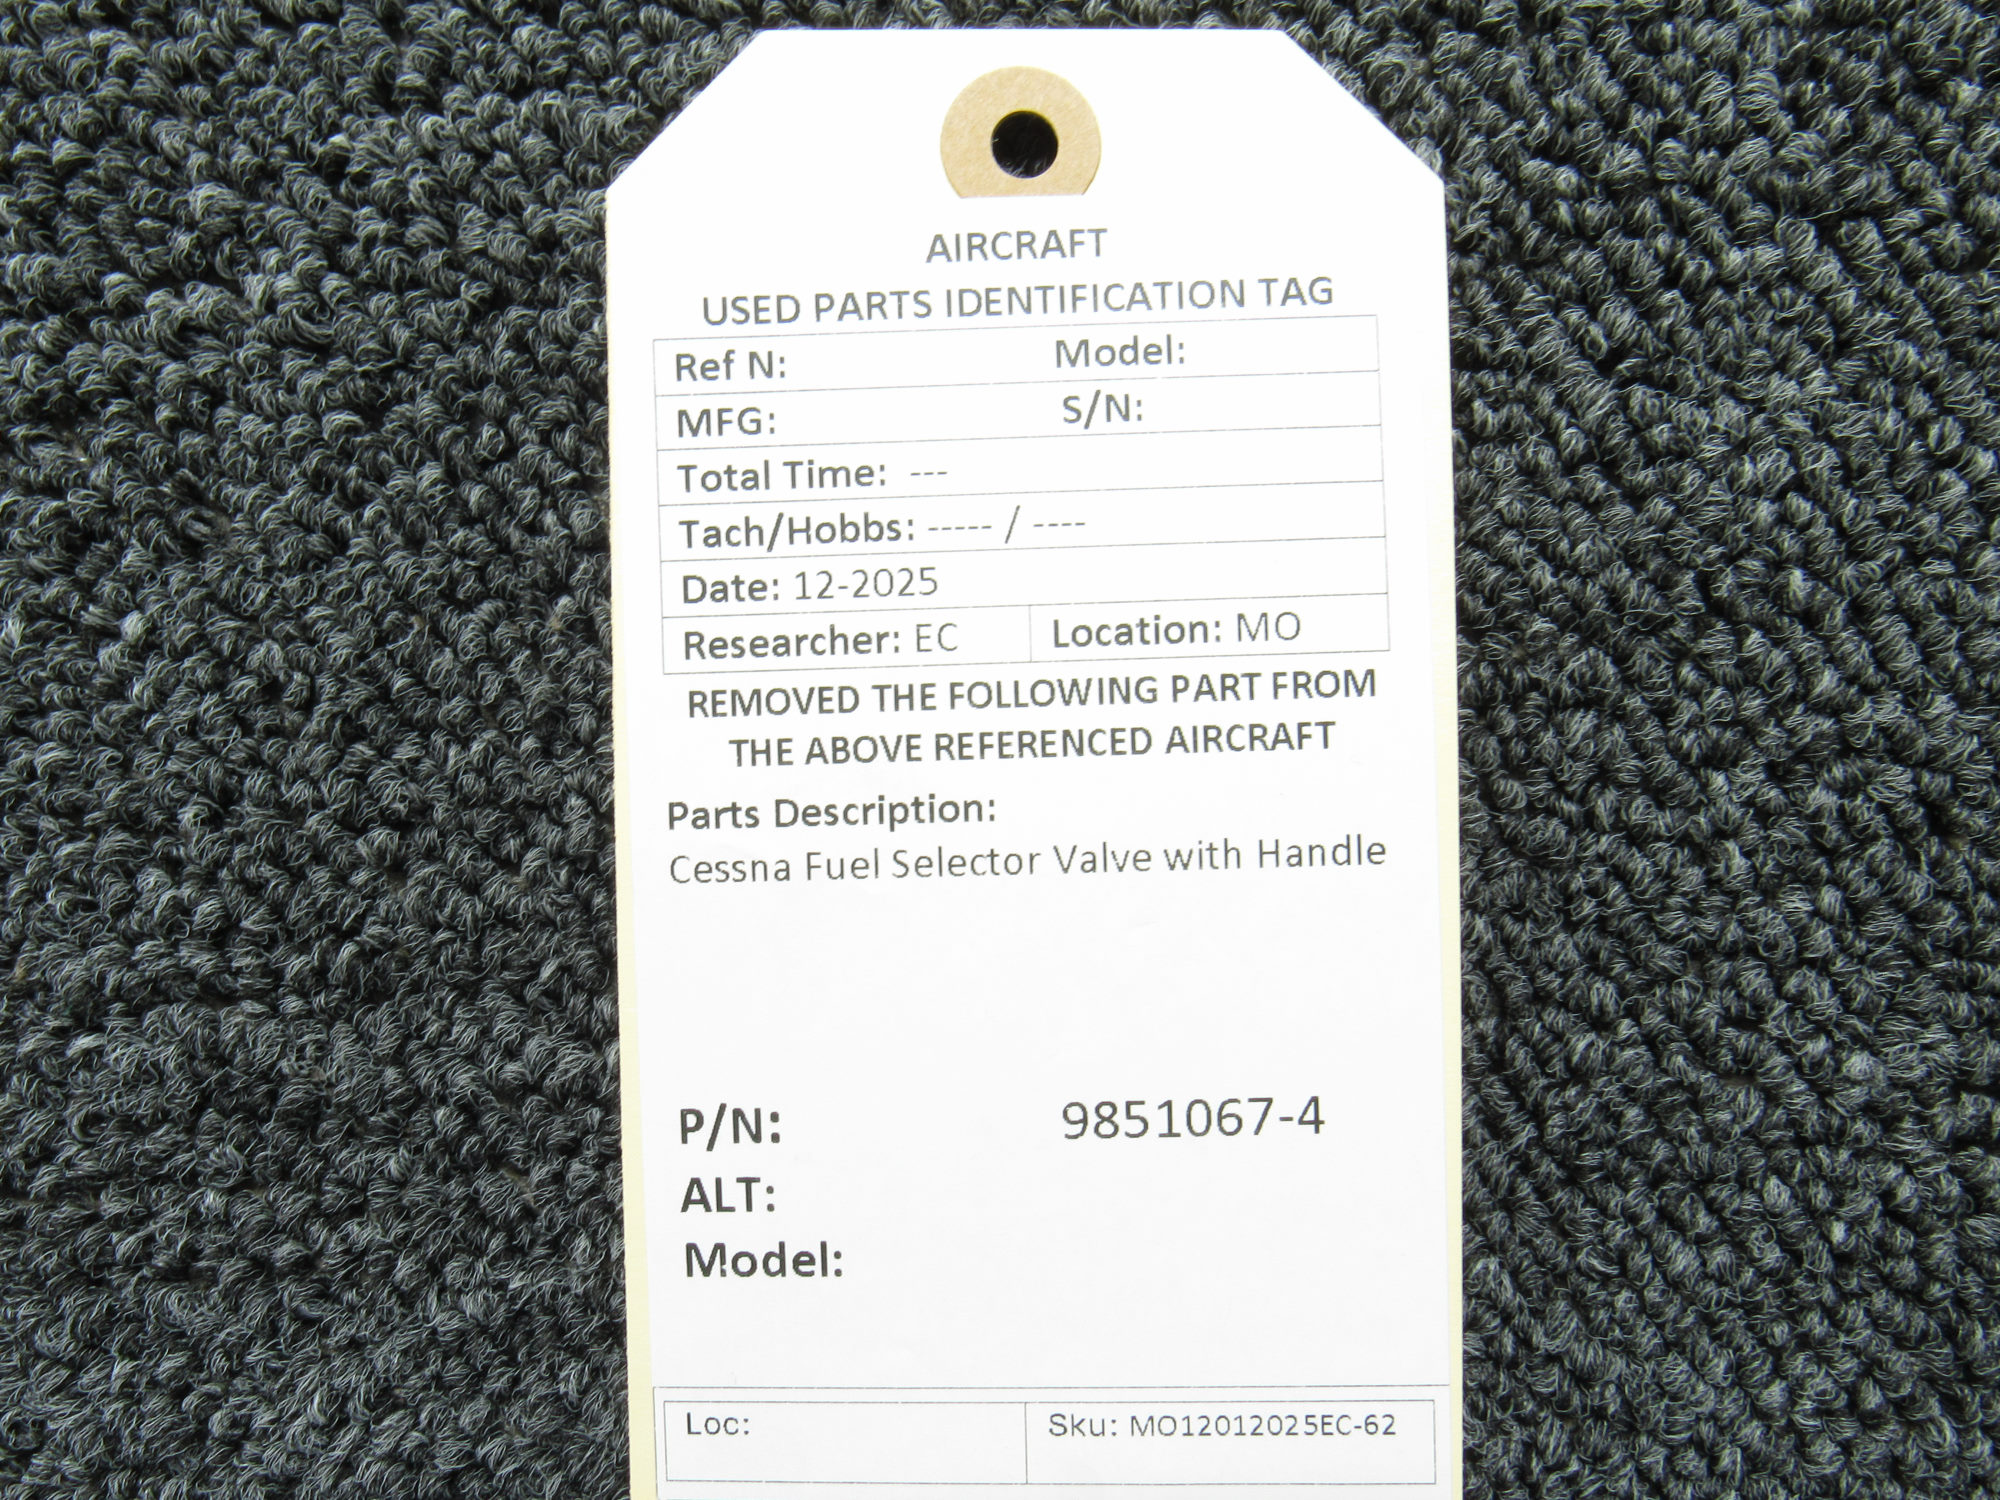 AIRCRAFT
USED PARTS IDENTIFICATION TAG
Ref N: Model:
MFG: S/N:
Total Time: ---
Tach/Hobbs: ----- / ----
Date: 12-2025
Researcher: EC Location: MO
REMOVED THE FOLLOWING PART FROM
THE ABOVE REFERENCED AIRCRAFT
Parts Description:
Cessna Fuel Selector Valve with Handle
P/N: 9851067-4
ALT:
Model:
Loc: Sku: MO12012025EC-62